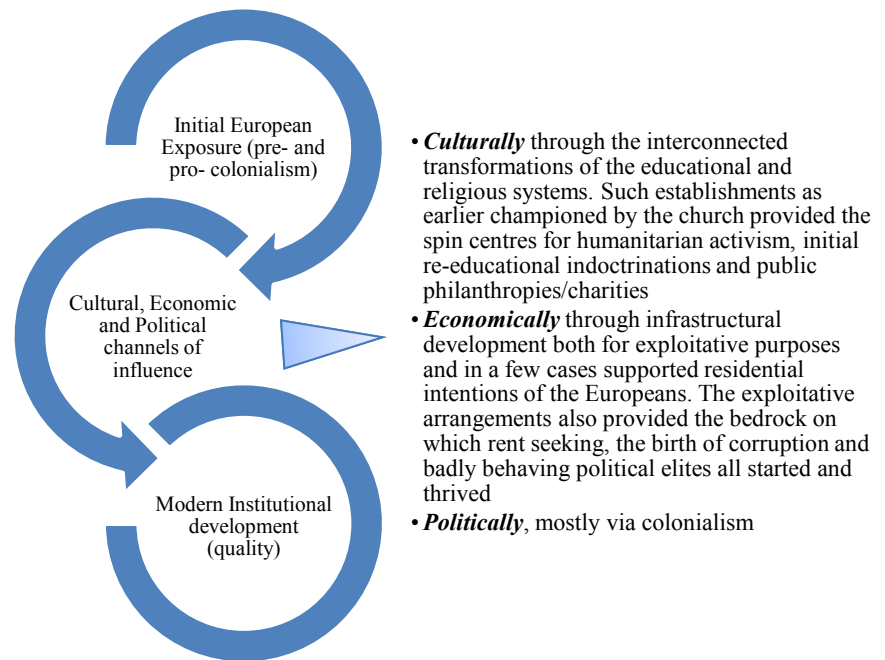 Initial European
Exposure (pre- and
pro- colonialism)
Cultural, Economic
and Political
channels of
influence
Modern Institutional
development
(quality)
• Culturally through the interconnected
transformations of the educational and
religious systems. Such establishments as
earlier championed by the church provided the
spin centres for humanitarian activism, initial
re-educational indoctrinations and public
philanthropies/charities
• Economically through infrastructural
development both for exploitative purposes
and in a few cases supported residential
intentions of the Europeans. The exploitative
arrangements also provided the bedrock on
which rent seeking, the birth of corruption and
badly behaving political elites all started and
thrived
• Politically, mostly via colonialism